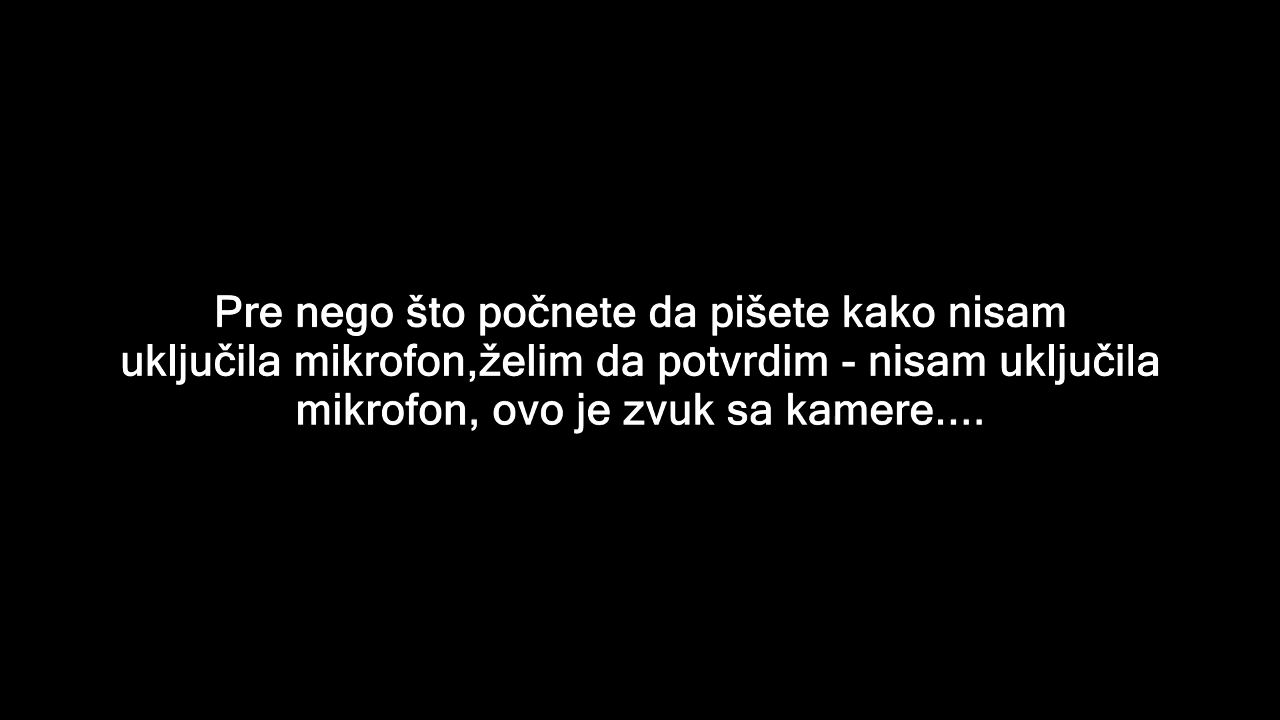 Pre nego što počnete da pišete kako nisam
uključila mikrofon,želim da potvrdim - nisam uključila
mikrofon, ovo je zvuk sa kamere....